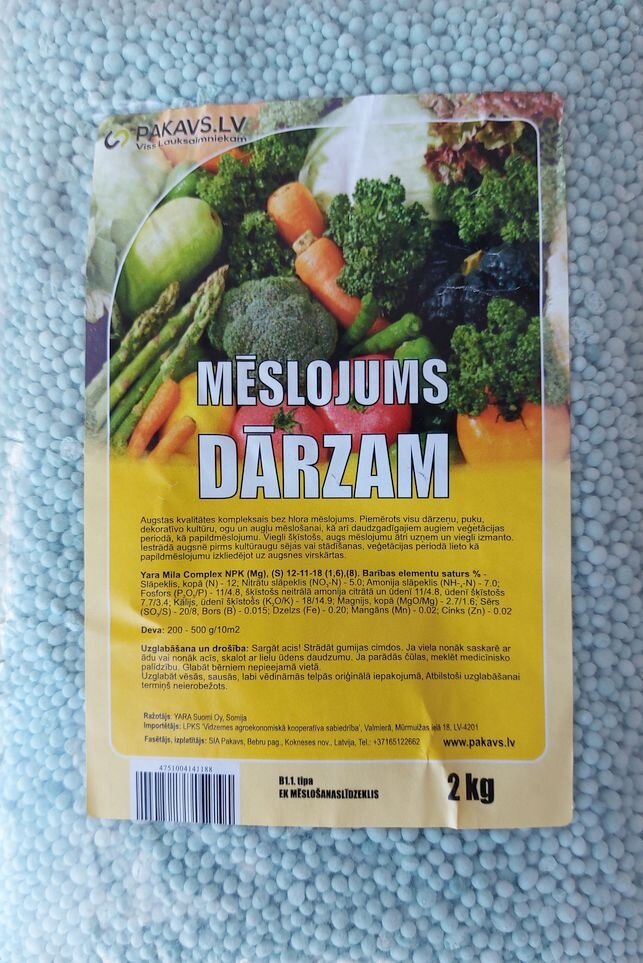 PAKAVS.LV
Viss Lauksaimniekam
MĒSLOJUMS
DĀRZAM
Augstas kvalitātes kompleksais bez hlora mēslojums. Piemērots visu dārzeņu, puķu,
dekoratīvo kultūru, ogu un augļu mēslošanai, kā arī daudzgadīgajiem augiem veģetācijas
periodā, kā papildmēslojumu. Viegli šķīstošs, augs mēslojumu ātri uzņem un viegli izmanto.
Iestrādā augsnē pirms kultūraugu sējas vai stādīšanas, veģetācijas periodā lieto kā
papildmēslojumu izkliedējot uz augsnes virskārtas.
Yara Mila Complex NPK (Mg), (S) 12-11-18 (1,6),(8). Barības elementu saturs % -
Slāpeklis, kopā (N) - 12, Nitrātu slāpeklis (NO₃-N) - 5.0; Amonija slāpeklis (NH-₄-N) - 7.0;
Fosfors (P₂O₅/P) - 11/4.8, šķīstošs neitrālā amonija citrātā un ūdenī 11/4.8, ūdenī šķīstošs
7.7/3.4, Kālijs, ūdenī šķīstošs (K₂O/K) - 18/14.9; Magnijs, kopā (MgO/Mg) - 2.7/1.6; Sērs
(SO₃/S) - 20/8, Bors (B) - 0.015; Dzelzs (Fe) - 0.20; Mangāns (Mn) - 0.02; Cinks (Zn) - 0.02
Deva: 200 - 500 g/10m2
Uzglabāšana un drošība: Sargāt acis! Strādāt gumijas cimdos. Ja viela nonāk saskarē ar
ādu vai nonāk acīs, skalot ar lielu ūdens daudzumu. Ja parādās čūlas, meklēt medicīnisko
palīdzību. Glabāt bērniem nepieejamā vietā.
Uzglabāt vēsās, sausās, labi vēdināmās telpās oriģinālā iepakojumā, Atbilstoši uzglabāšanai
termiņš neierobežots.
Ražotājs: YARA Suomi Oy, Somija
Importētājs: LPKS 'Vidzemes agroekonomiskā kooperatīva sabiedrība', Valmierā, Mūrmuižas ielā 18, LV-4201
Fasētājs, izplatītājs: SIA Pakavs, Bebru pag., Kokneses nov., Latvija, Tel.: +37165122662
www.pakavs.lv
4751004141188
B1.1. tipa
EK MĒSLOŠANASLĪDZEKLIS
2 kg